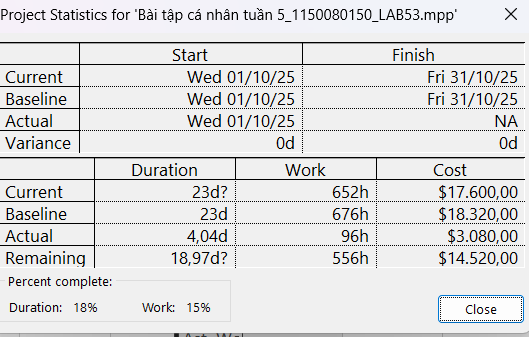 Project Statistics for 'Bài tập cá nhân tuần 5_1150080150_LAB53.mpp'
Start Finish
Current Wed 01/10/25 Fri 31/10/25
Baseline Wed 01/10/25 Fri 31/10/25
Actual Wed 01/10/25 NA
Variance 0d 0d
Duration Work Cost
Current 23d? 652h $17.600,00
Baseline 23d 676h $18.320,00
Actual 4,04d 96h $3.080,00
Remaining 18,97d? 556h $14.520,00
Percent complete:
Duration: 18% Work: 15% Close